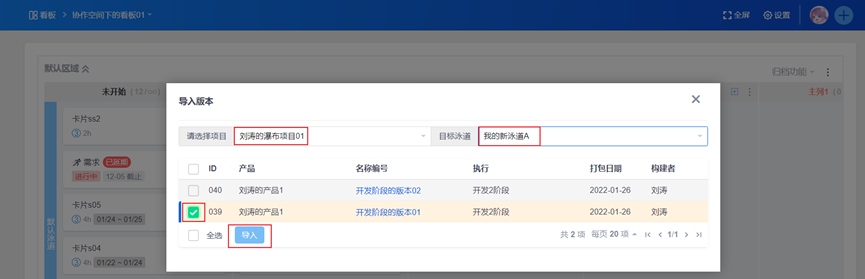 看板 > 协作空间下的看板01
全屏 设置
默认区域
归档功能
未开始 (12/∞)
主列1 (0
卡片ss2
2h
需求 已延期
进行中 12-05 截止
卡片s05
4h 01/24 ~ 01/25
卡片s04
4h 01/22 ~ 01/24
默认泳道
导入版本
请选择项目 刘涛的瀑布项目01 目标泳道 我的新泳道A
ID 产品 名称编号 执行 打包日期 构建者
040 刘涛的产品1 开发阶段的版本02 开发2阶段 2022-01-26 刘涛
039 刘涛的产品1 开发阶段的版本01 开发2阶段 2022-01-26 刘涛
全选 导入 共 2 项 每页 20 项 1/1